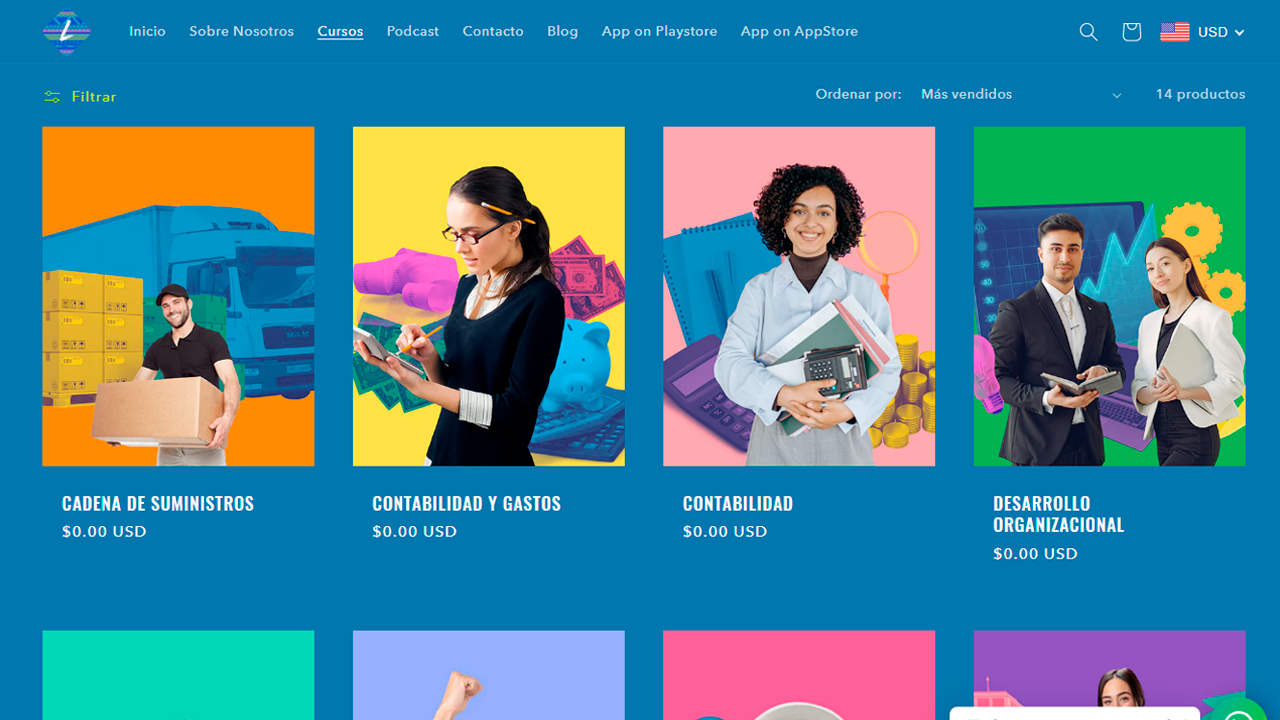 L
Inicio
Sobre Nosotros
Cursos
Podcast
Contacto
Blog
App on Playstore
App on AppStore
USD
Filtrar
Ordenar por:
Más vendidos
14 productos
CADENA DE SUMINISTROS
$0.00 USD
CONTABILIDAD Y GASTOS
$0.00 USD
CONTABILIDAD
$0.00 USD
DESARROLLO
ORGANIZACIONAL
$0.00 USD